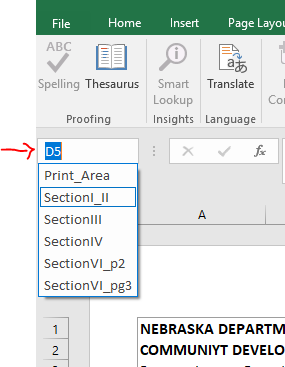 File Home Insert Page Layou
ABC
Spelling Thesaurus Smart Lookup Translate
Proofing Insights Language
D5 fx
Print_Area
SectionI_II
SectionIII
SectionIV
SectionVI_p2
SectionVI_pg3
A
1 NEBRASKA DEPARTM
2 COMMUNIYT DEVELO